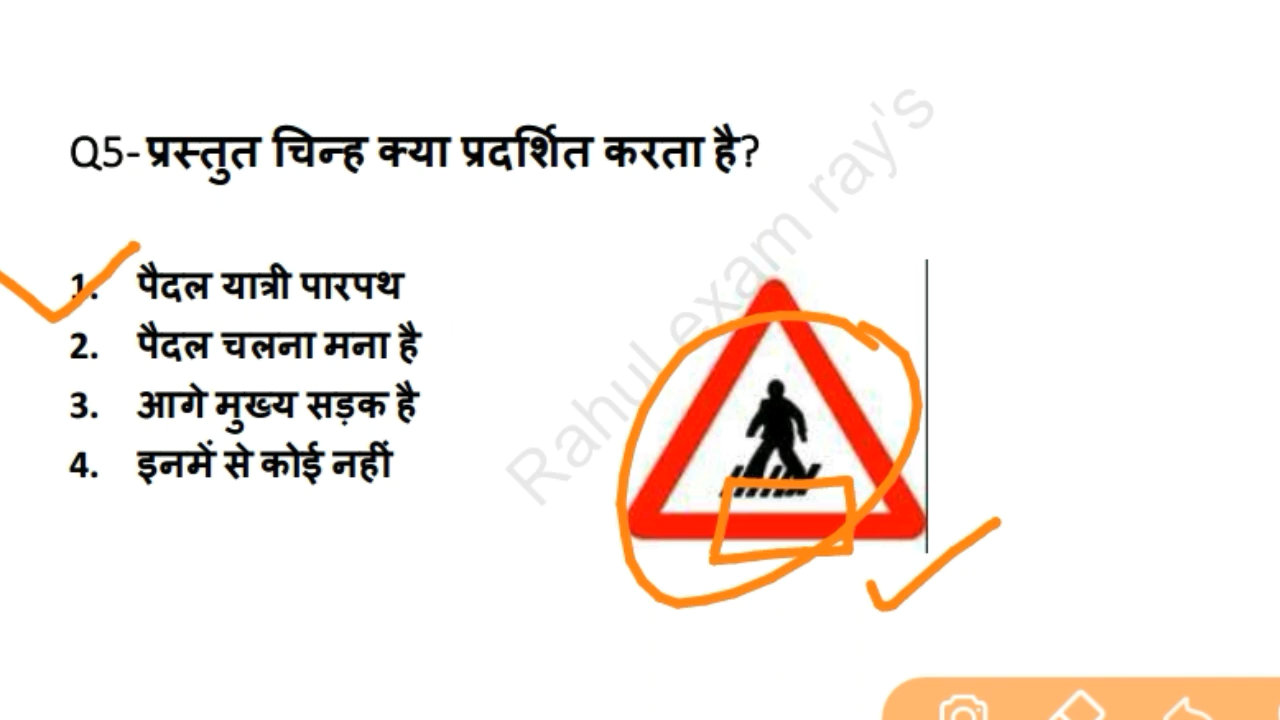 Q5- प्रस्तुत चिन्ह क्या प्रदर्शित करता है?
1. पैदल यात्री पारपथ
2. पैदल चलना मना है
3. आगे मुख्य सड़क है
4. इनमें से कोई नहीं
Rahul exam ray's